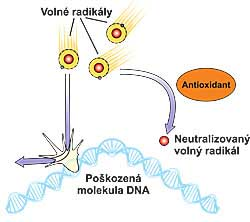 Volné radikály
Antioxidant
Neutralizovaný
volný radikál
Poškozená
molekula DNA